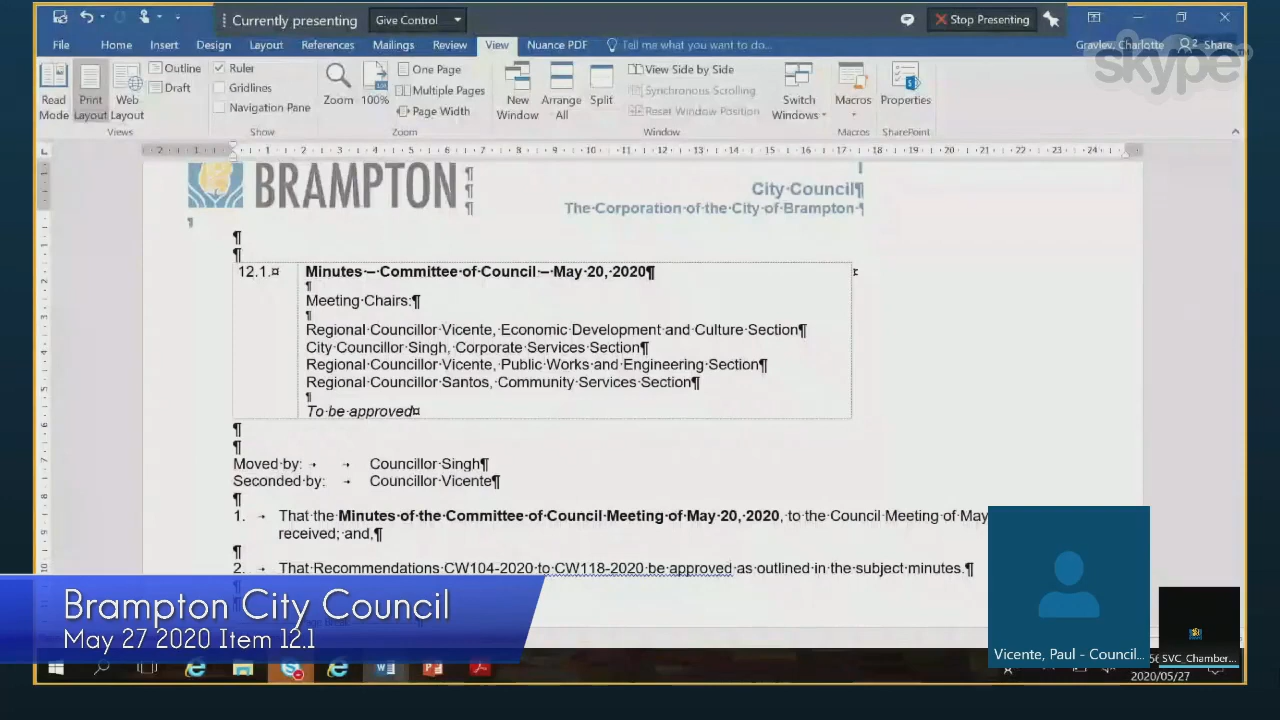 Currently presenting Give Control Stop Presenting
File Home Insert Design Layout References Mailings Review View Nuance PDF Tell me what you want to do... Gravlev, Charlotte Share
skype
Read Mode
Print Layout
Web Layout
Outline
Draft
Views
Ruler
Gridlines
Navigation Pane
Show
Zoom
100%
One Page
Multiple Pages
Page Width
Zoom
New Window
Arrange All
Split
View Side by Side
Synchronous Scrolling
Reset Window Position
Window
Switch Windows
Macros
Macros
Properties
SharePoint
BRAMPTON
City Council
The Corporation of the City of Brampton
12.1. Minutes – Committee of Council – May 20, 2020
Meeting Chairs:
Regional Councillor Vicente, Economic Development and Culture Section
City Councillor Singh, Corporate Services Section
Regional Councillor Vicente, Public Works and Engineering Section
Regional Councillor Santos, Community Services Section
To be approved
Moved by: Councillor Singh
Seconded by: Councillor Vicente
1. That the Minutes of the Committee of Council Meeting of May 20, 2020, to the Council Meeting of May
received; and,
2. That Recommendations CW104-2020 to CW118-2020 be approved as outlined in the subject minutes.
Brampton City Council
May 27 2020 Item 12.1
Vicente, Paul - Council...
SVC_Chamber...
2020/05/27